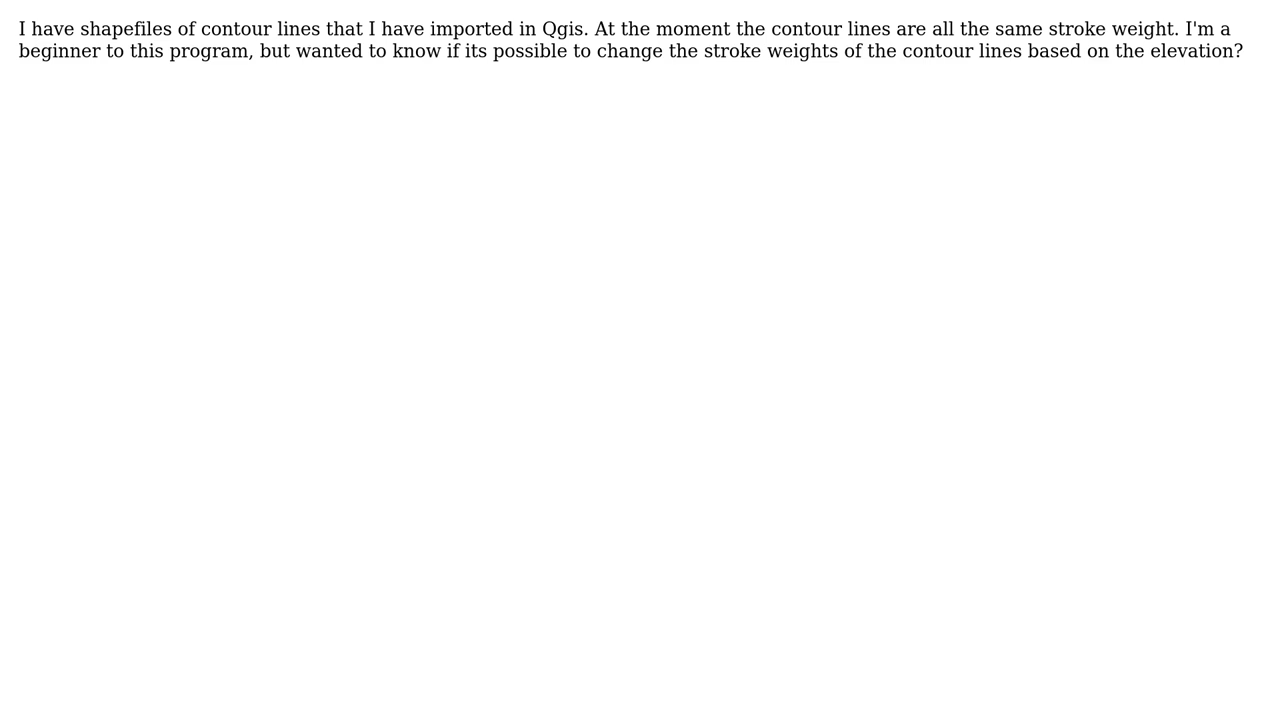 I have shapefiles of contour lines that I have imported in Qgis. At the moment the contour lines are all the same stroke weight. I'm a
beginner to this program, but wanted to know if its possible to change the stroke weights of the contour lines based on the elevation?